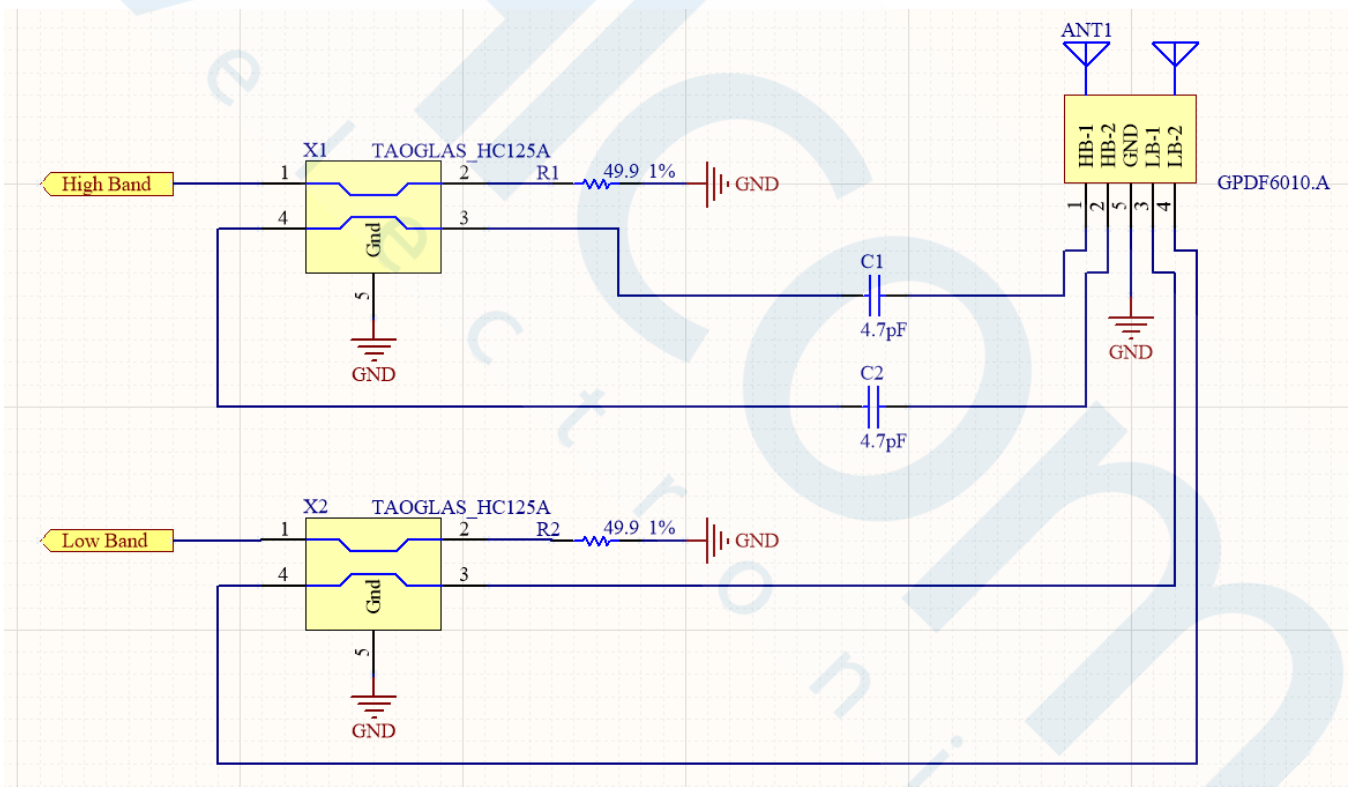 ANT1
HB-1
HB-2
GND
LB-1
LB-2
1
2
5
3
4
GPDF6010.A
GND
X1 TAOGLAS_HC125A
High Band
1
2
R1 49.9 1%
GND
4
3
Gnd
5
GND
C1
4.7pF
C2
4.7pF
X2 TAOGLAS_HC125A
Low Band
1
2
R2 49.9 1%
GND
4
3
Gnd
5
GND